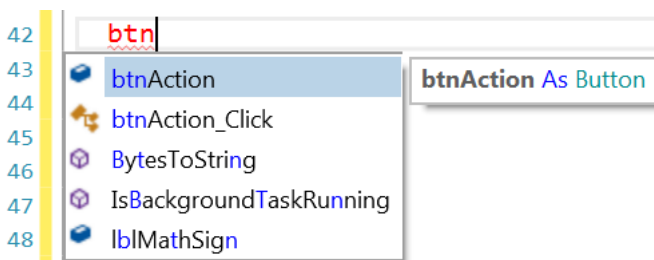 42 btn
43 btnAction btnAction As Button
44 btnAction_Click
45 BytesToString
46 IsBackgroundTaskRunning
47 lblMathSign
48